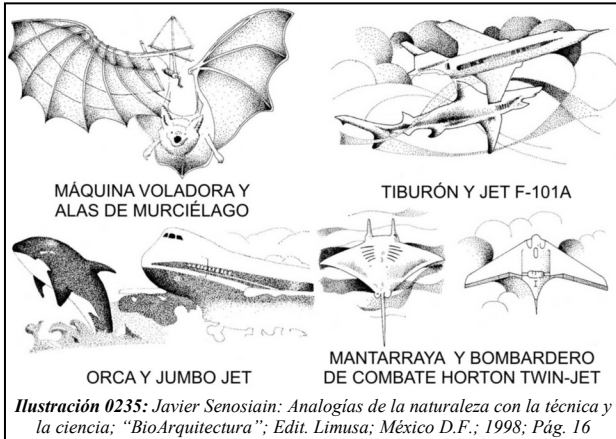 MÁQUINA VOLADORA Y
ALAS DE MURCIÉLAGO
TIBURÓN Y JET F-101A
ORCA Y JUMBO JET
MANTARRAYA Y BOMBARDERO
DE COMBATE HORTON TWIN-JET
Ilustración 0235: Javier Senosiain: Analogías de la naturaleza con la técnica y
la ciencia; “BioArquitectura”; Edit. Limusa; México D.F.; 1998; Pág. 16